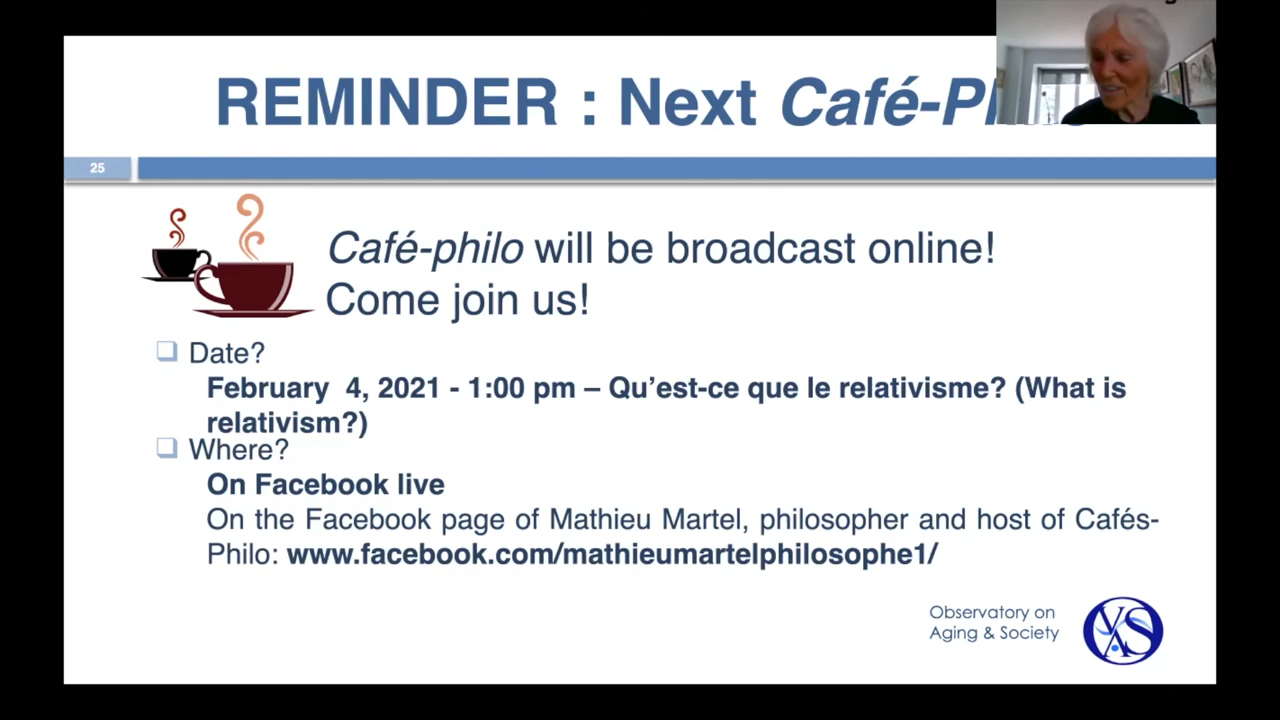 REMINDER : Next Café-P
25
Café-philo will be broadcast online!
Come join us!
Date?
February 4, 2021 - 1:00 pm – Qu’est-ce que le relativisme? (What is
relativism?)
Where?
On Facebook live
On the Facebook page of Mathieu Martel, philosopher and host of Cafés-
Philo: www.facebook.com/mathieumartelphilosophe1/
Observatory on
Aging & Society